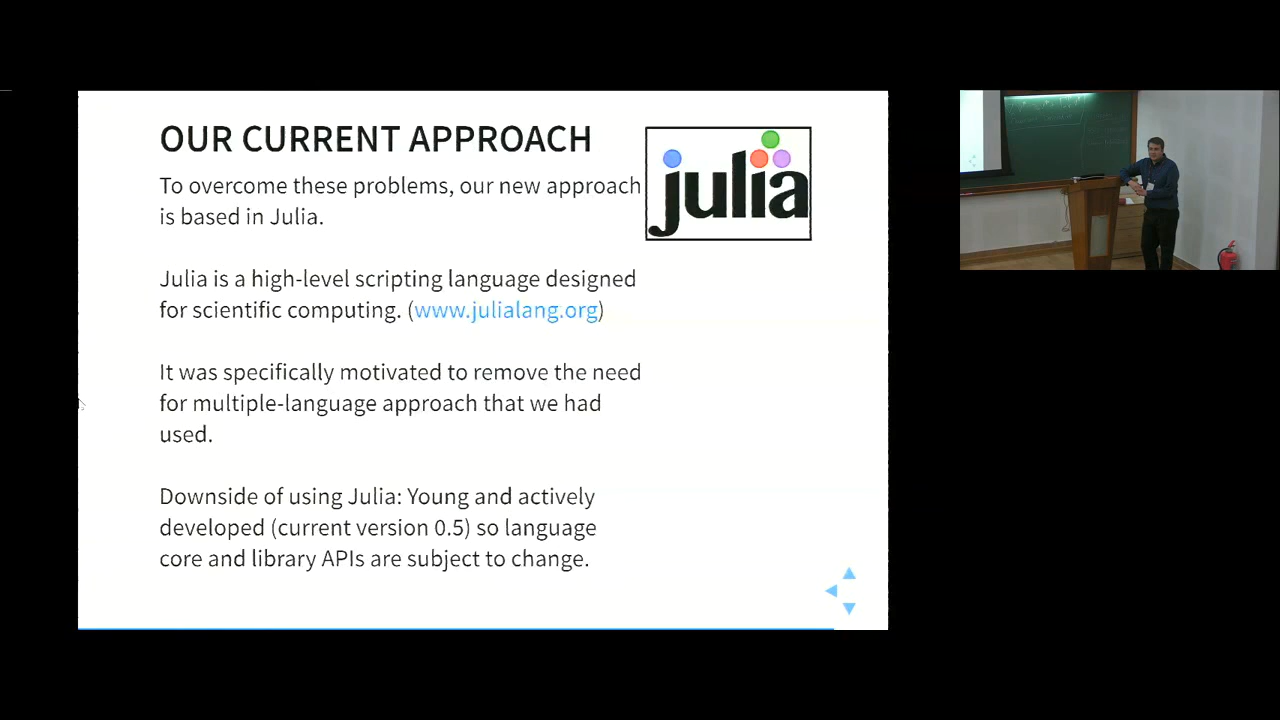 OUR CURRENT APPROACH
julia
To overcome these problems, our new approach
is based in Julia.
Julia is a high-level scripting language designed
for scientific computing. (www.julialang.org)
It was specifically motivated to remove the need
for multiple-language approach that we had
used.
Downside of using Julia: Young and actively
developed (current version 0.5) so language
core and library APIs are subject to change.